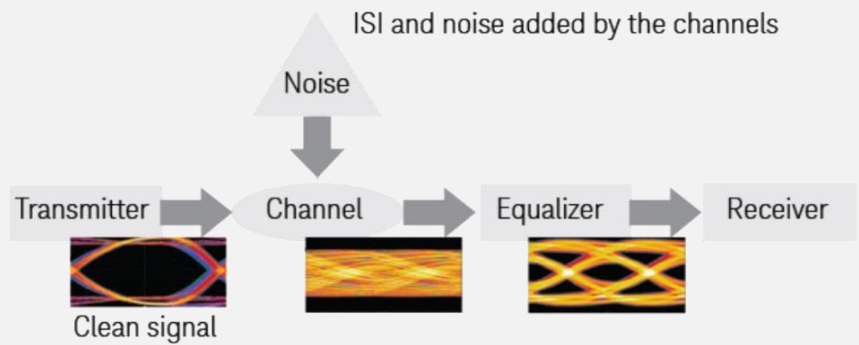 ISI and noise added by the channels
Noise
Transmitter
Channel
Equalizer
Receiver
Clean signal